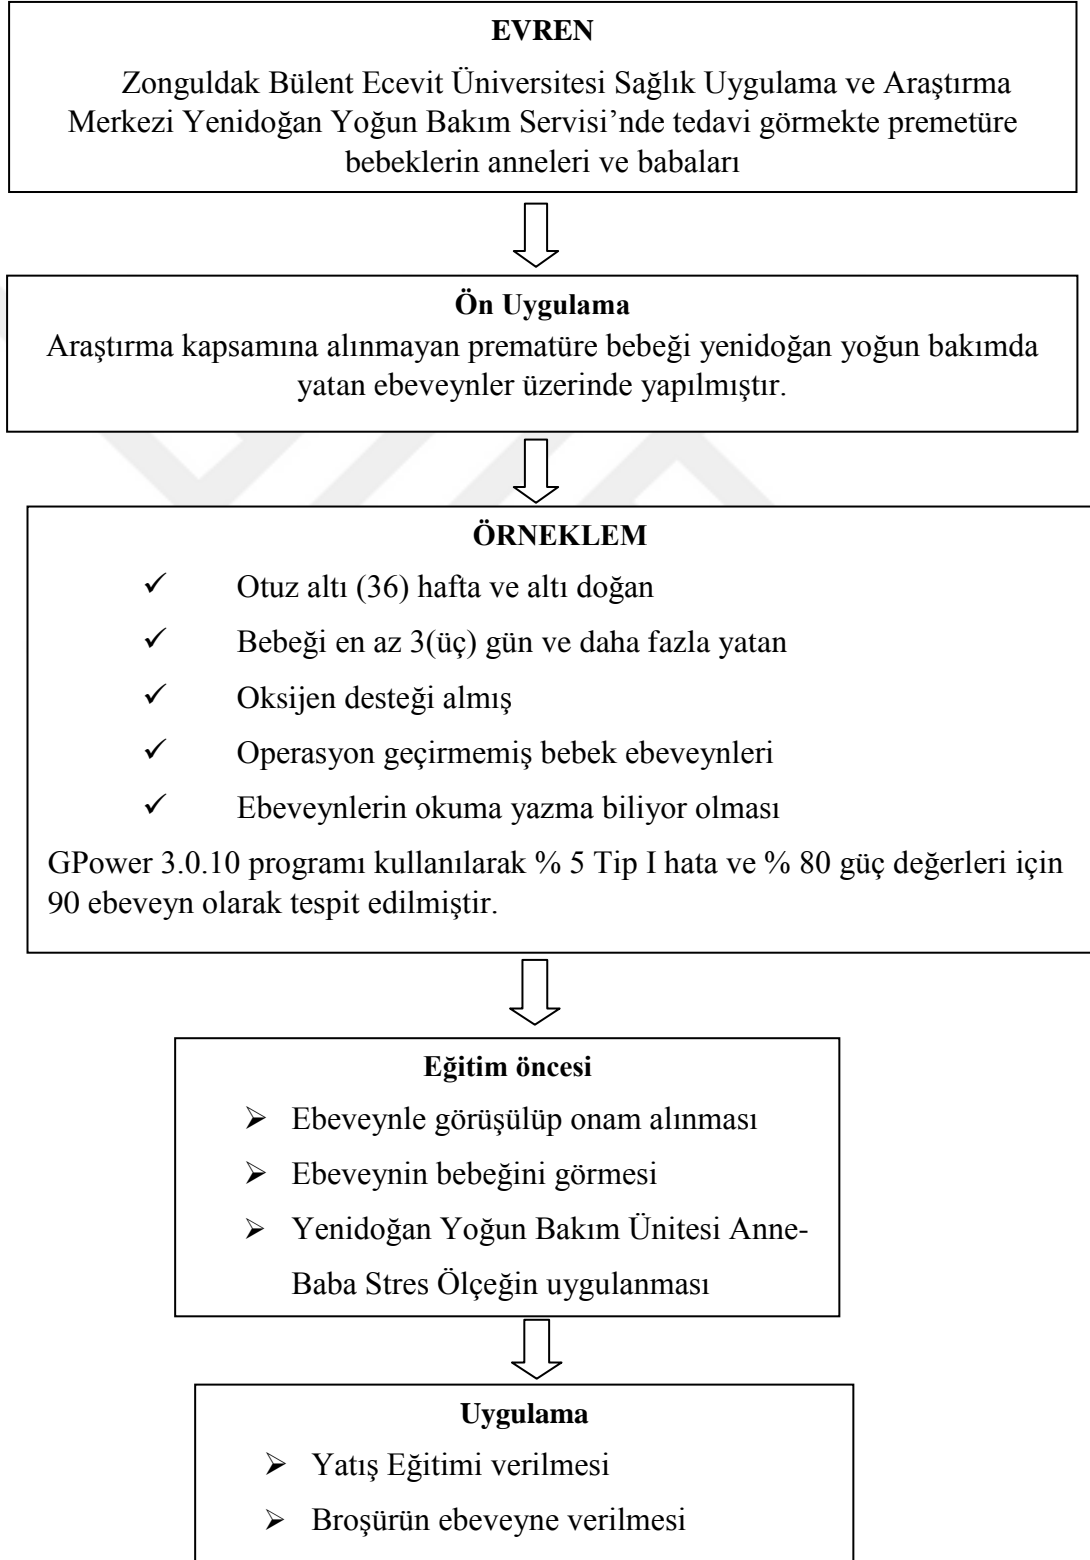 EVREN
Zonguldak Bülent Ecevit Üniversitesi Sağlık Uygulama ve Araştırma
Merkezi Yenidoğan Yoğun Bakım Servisi’nde tedavi görmekte premetüre
bebeklerin anneleri ve babaları
Ön Uygulama
Araştırma kapsamına alınmayan prematüre bebeği yenidoğan yoğun bakımda
yatan ebeveynler üzerinde yapılmıştır.
ÖRNEKLEM
✓ Otuz altı (36) hafta ve altı doğan
✓ Bebeği en az 3(üç) gün ve daha fazla yatan
✓ Oksijen desteği almış
✓ Operasyon geçirmemiş bebek ebeveynleri
✓ Ebeveynlerin okuma yazma biliyor olması
GPower 3.0.10 programı kullanılarak % 5 Tip I hata ve % 80 güç değerleri için
90 ebeveyn olarak tespit edilmiştir.
Eğitim öncesi
➢ Ebeveynle görüşülüp onam alınması
➢ Ebeveynin bebeğini görmesi
➢ Yenidoğan Yoğun Bakım Ünitesi Anne-
Baba Stres Ölçeğin uygulanması
Uygulama
➢ Yatış Eğitimi verilmesi
➢ Broşürün ebeveyne verilmesi